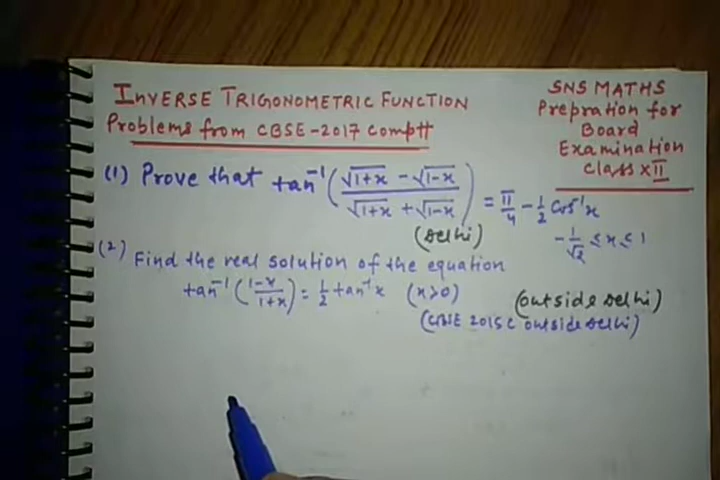 INVERSE TRIGONOMETRIC FUNCTION
Problems from CBSE-2017 Comptt
SNS MATHS
Prepration for
Board
Examination
Class XII
(1) Prove that tan⁻¹ (√1+x − √1−x / √1+x + √1−x) = π/4 − 1/2 Cos⁻¹x
(Delhi)
−1/√2 ≤ x ≤ 1
(2) Find the real solution of the equation
tan⁻¹ (1−x / 1+x) = 1/2 tan⁻¹ x (x>0)
(outside Delhi)
(CBSE 2015C outside Delhi)